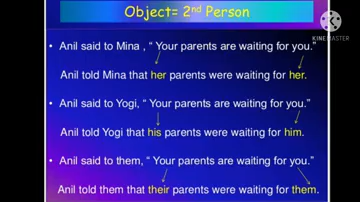 Object= 2nd Person
KINEMASTER
• Anil said to Mina , “ Your parents are waiting for you.”
Anil told Mina that her parents were waiting for her.
• Anil said to Yogi, “ Your parents are waiting for you.”
Anil told Yogi that his parents were waiting for him.
• Anil said to them, “ Your parents are waiting for you.”
Anil told them that their parents were waiting for them.